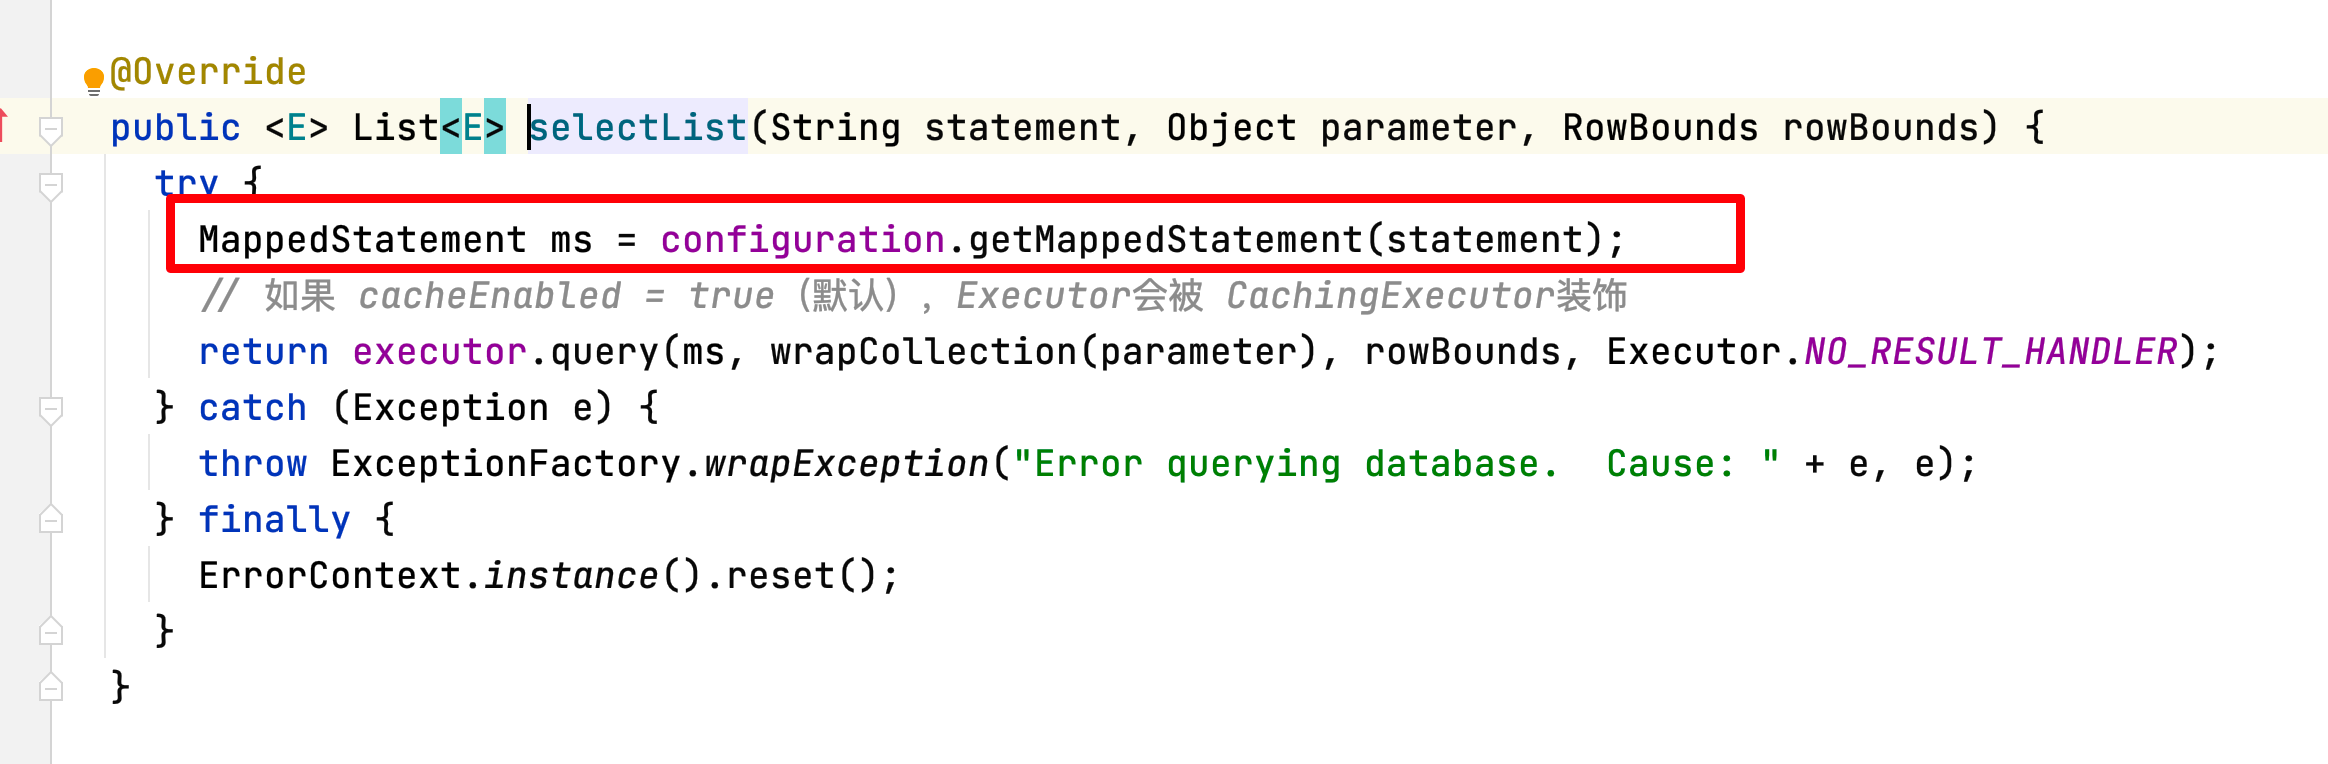 @Override
public <E> List<E> selectList(String statement, Object parameter, RowBounds rowBounds) {
try {
MappedStatement ms = configuration.getMappedStatement(statement);
// 如果 cacheEnabled = true（默认），Executor会被 CachingExecutor装饰
return executor.query(ms, wrapCollection(parameter), rowBounds, Executor.NO_RESULT_HANDLER);
} catch (Exception e) {
throw ExceptionFactory.wrapException("Error querying database.  Cause: " + e, e);
} finally {
ErrorContext.instance().reset();
}
}